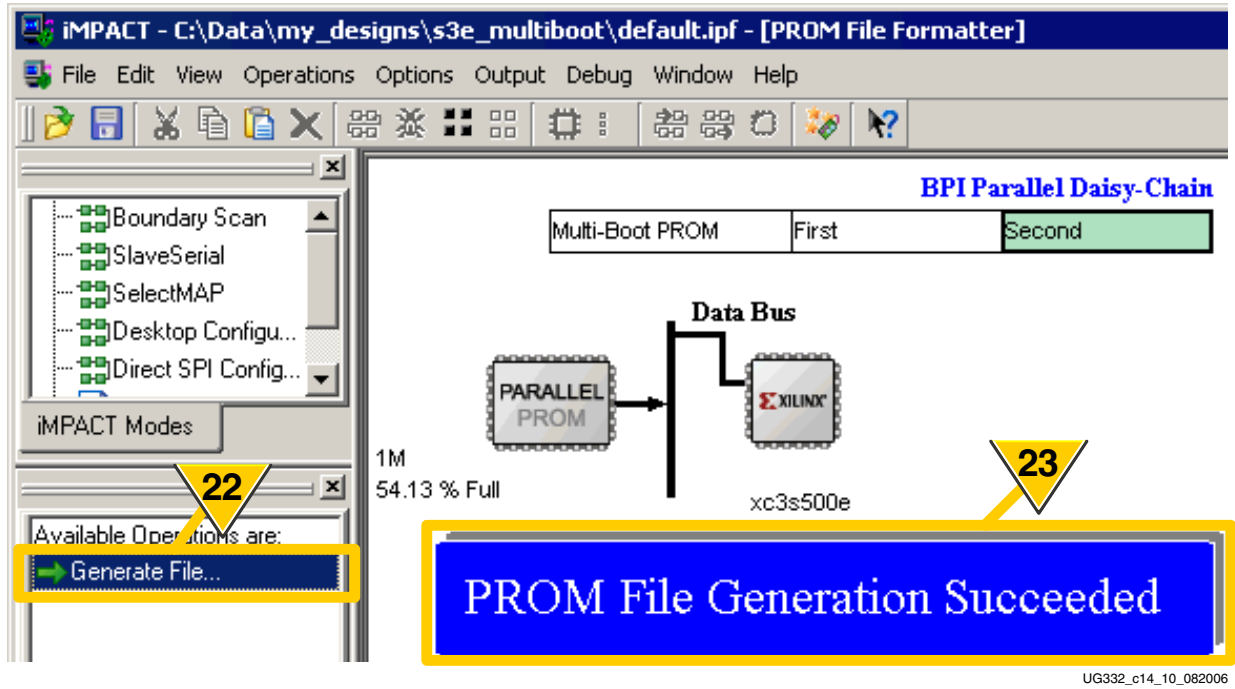 iMPACT - C:\Data\my_designs\s3e_multiboot\default.ipf - [PROM File Formatter]
File Edit View Operations Options Output Debug Window Help
Boundary Scan
SlaveSerial
SelectMAP
Desktop Configu...
Direct SPI Config...
iMPACT Modes
22
Available Operations are:
Generate File...
BPI Parallel Daisy-Chain
Multi-Boot PROM First Second
Data Bus
PARALLEL
PROM
XILINX
1M
54.13 % Full
xc3s500e
23
PROM File Generation Succeeded
UG332_c14_10_082006